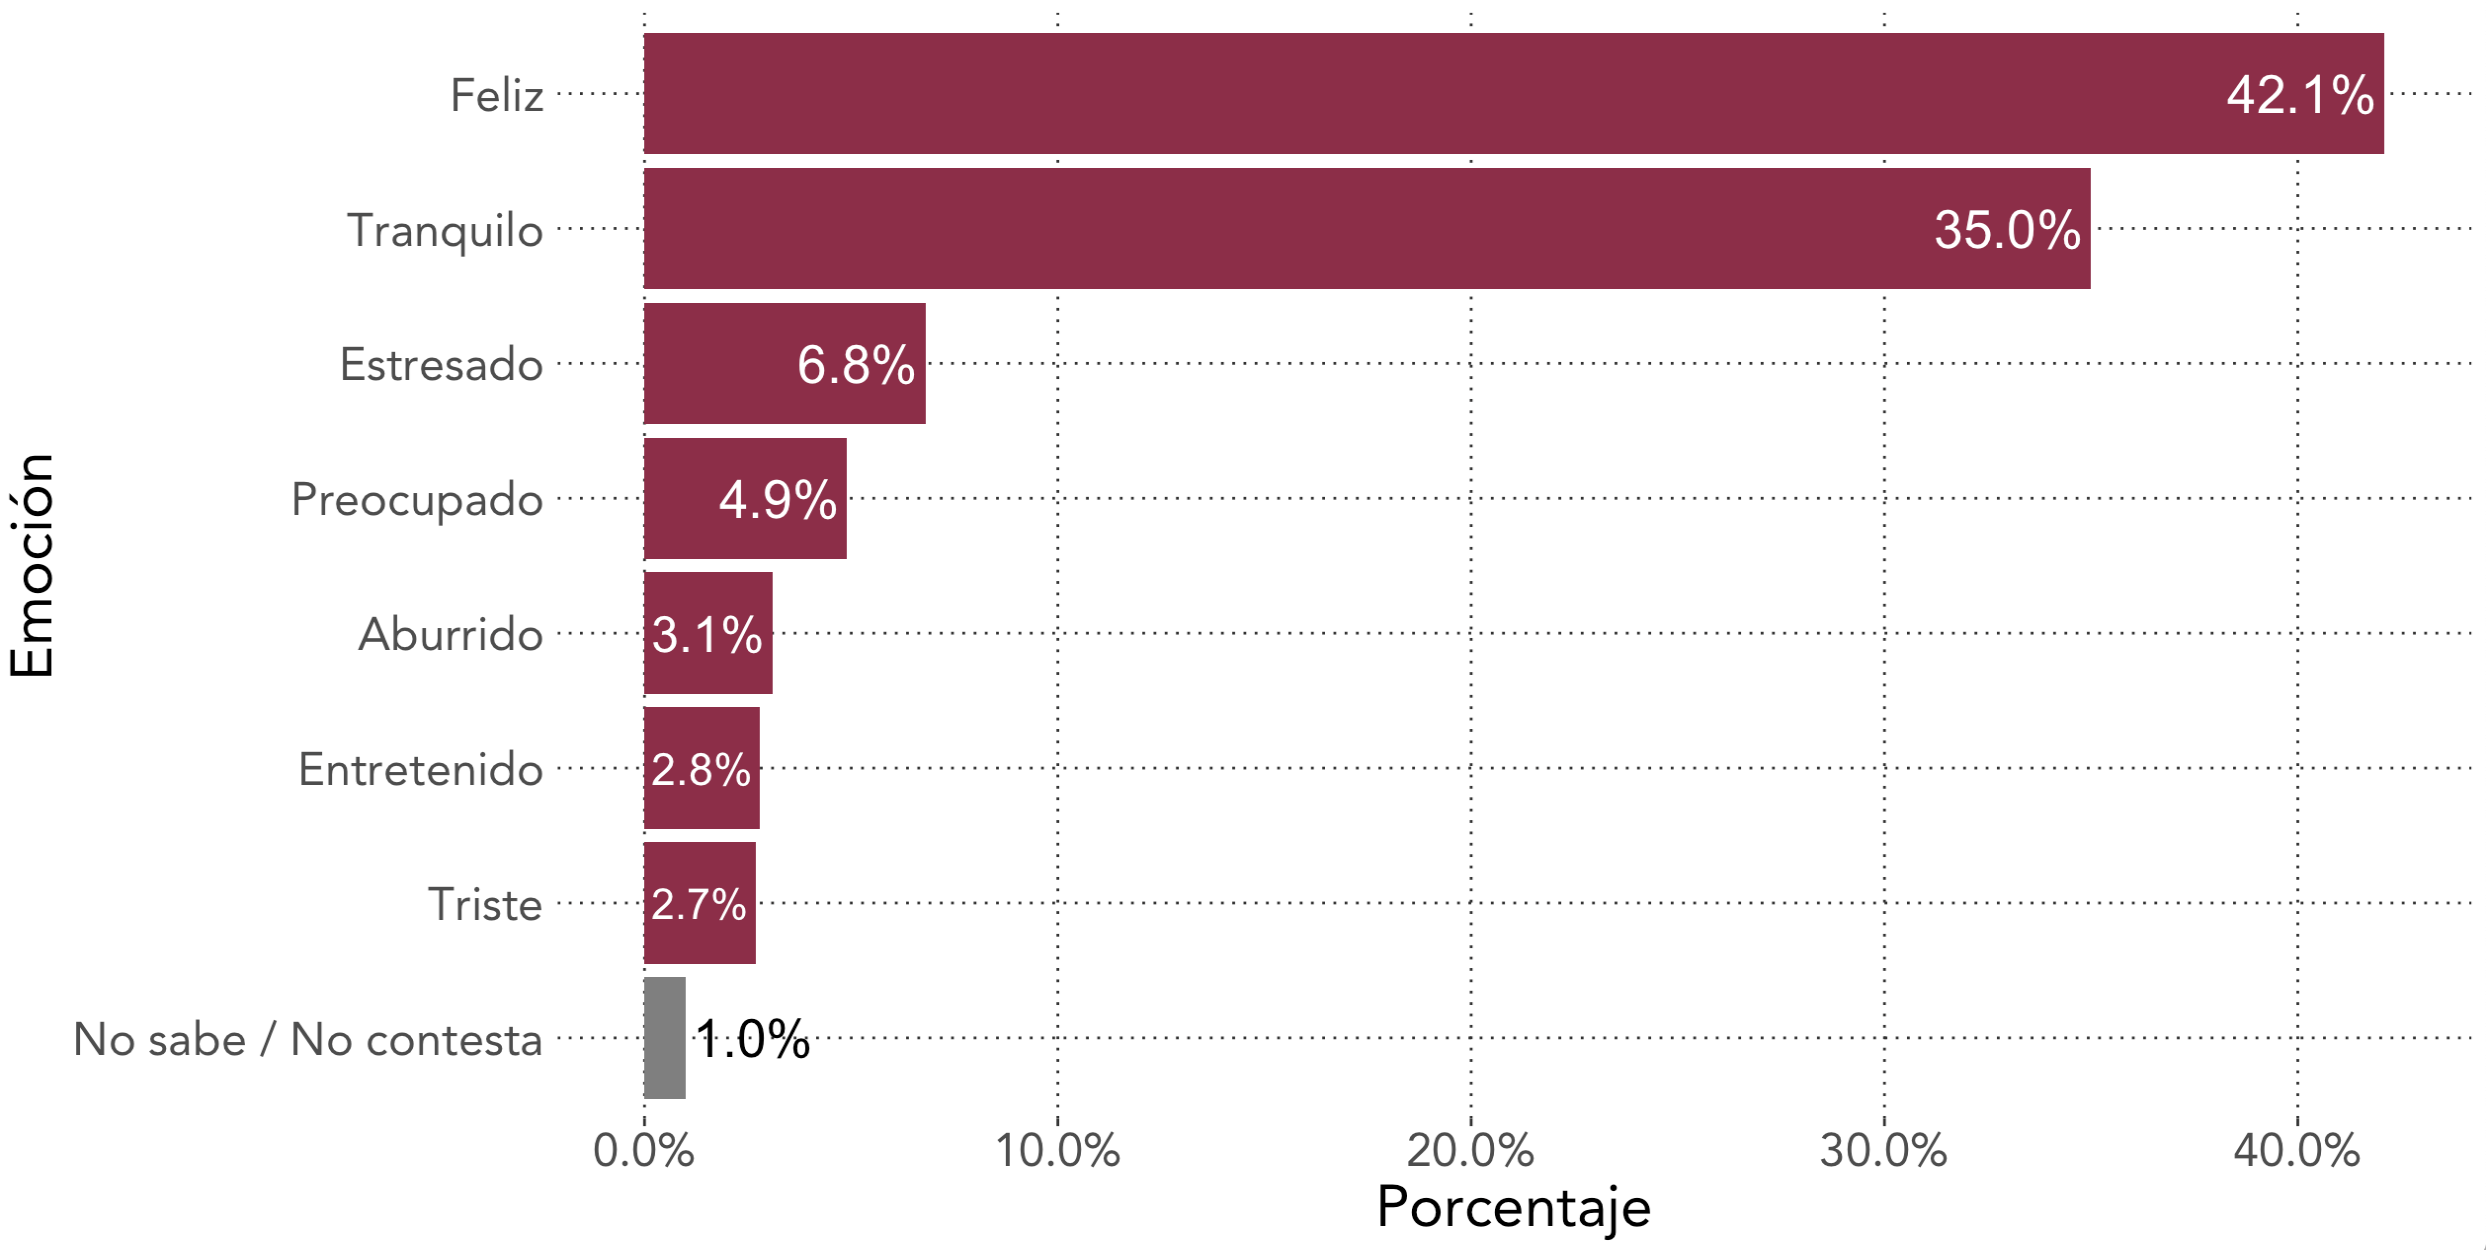 Emoción
Feliz 42.1%
Tranquilo 35.0%
Estresado 6.8%
Preocupado 4.9%
Aburrido 3.1%
Entretenido 2.8%
Triste 2.7%
No sabe / No contesta 1.0%
0.0% 10.0% 20.0% 30.0% 40.0%
Porcentaje